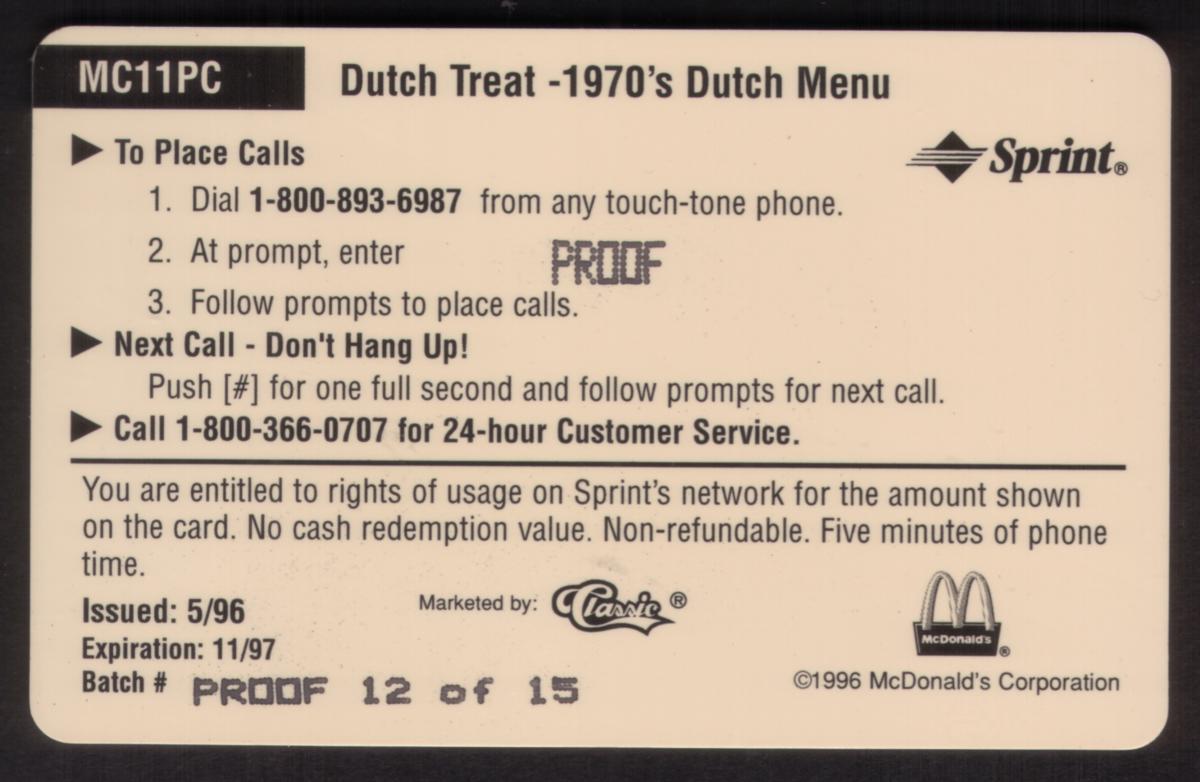 MC11PC
Dutch Treat -1970's Dutch Menu
To Place Calls
Sprint®
1. Dial 1-800-893-6987 from any touch-tone phone.
2. At prompt, enter PROOF
3. Follow prompts to place calls.
Next Call - Don't Hang Up!
Push [#] for one full second and follow prompts for next call.
Call 1-800-366-0707 for 24-hour Customer Service.
You are entitled to rights of usage on Sprint's network for the amount shown
on the card. No cash redemption value. Non-refundable. Five minutes of phone
time.
Issued: 5/96
Marketed by: Classic®
McDonald's®
Expiration: 11/97
Batch # PROOF 12 of 15
©1996 McDonald's Corporation